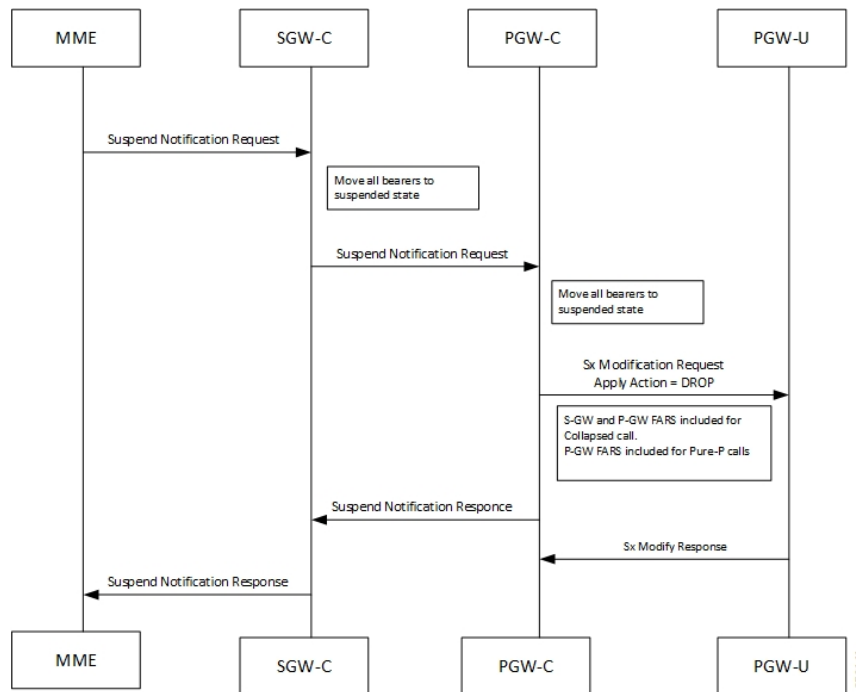 MME
SGW-C
PGW-C
PGW-U
Suspend Notification Request
Move all bearers to
suspended state
Suspend Notification Request
Move all bearers to
suspended state
Sx Modification Request
Apply Action = DROP
S-GW and P-GW FARS included for
Collapsed call.
P-GW FARS included for Pure-P calls
Suspend Notification Responce
Sx Modify Response
Suspend Notification Response
MME
SGW-C
PGW-C
PGW-U